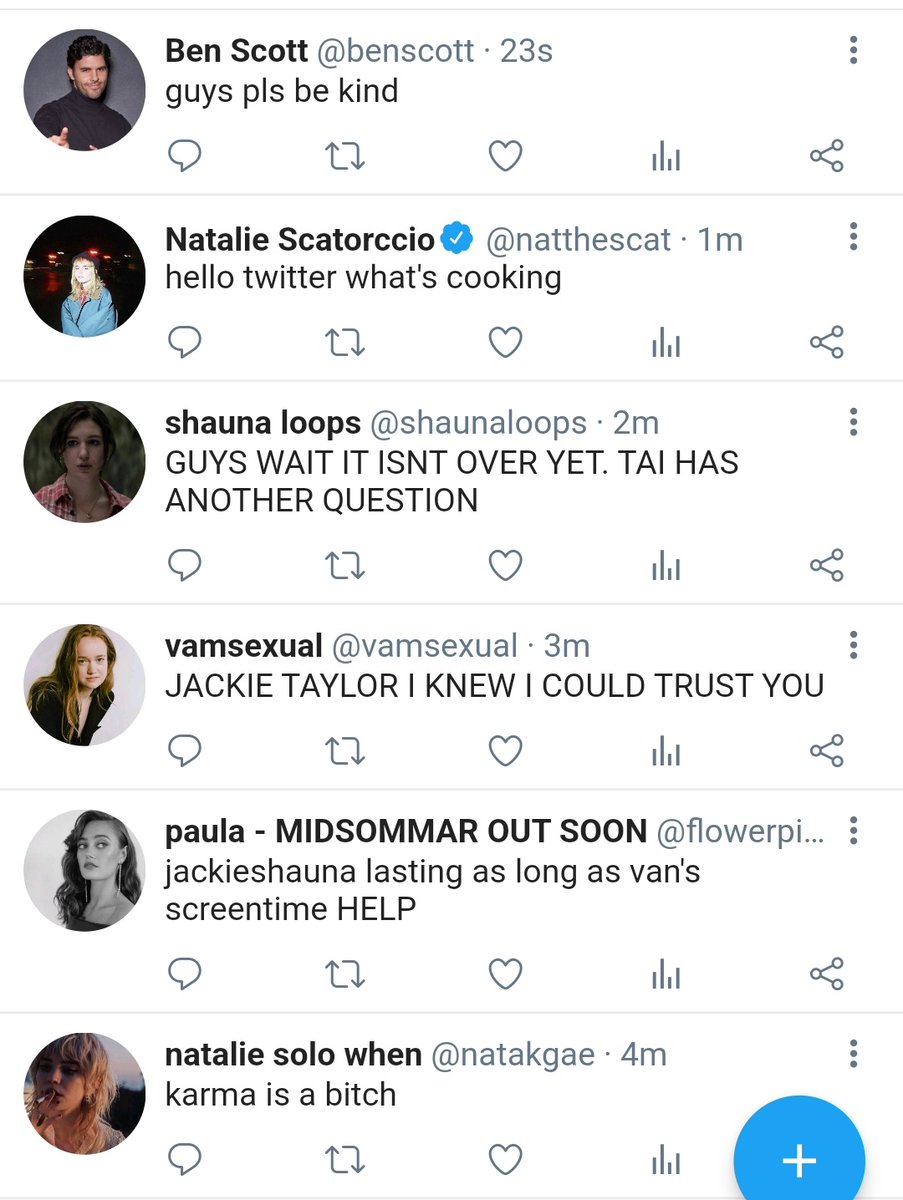 Ben Scott @benscott · 23s
guys pls be kind
Natalie Scatorccio @natthescat · 1m
hello twitter what's cooking
shauna loops @shaunaloops · 2m
GUYS WAIT IT ISNT OVER YET. TAI HAS
ANOTHER QUESTION
vamsexual @vamsexual · 3m
JACKIE TAYLOR I KNEW I COULD TRUST YOU
paula - MIDSOMMAR OUT SOON @flowerpi...
jackieshauna lasting as long as van's
screentime HELP
natalie solo when @natakgae · 4m
karma is a bitch